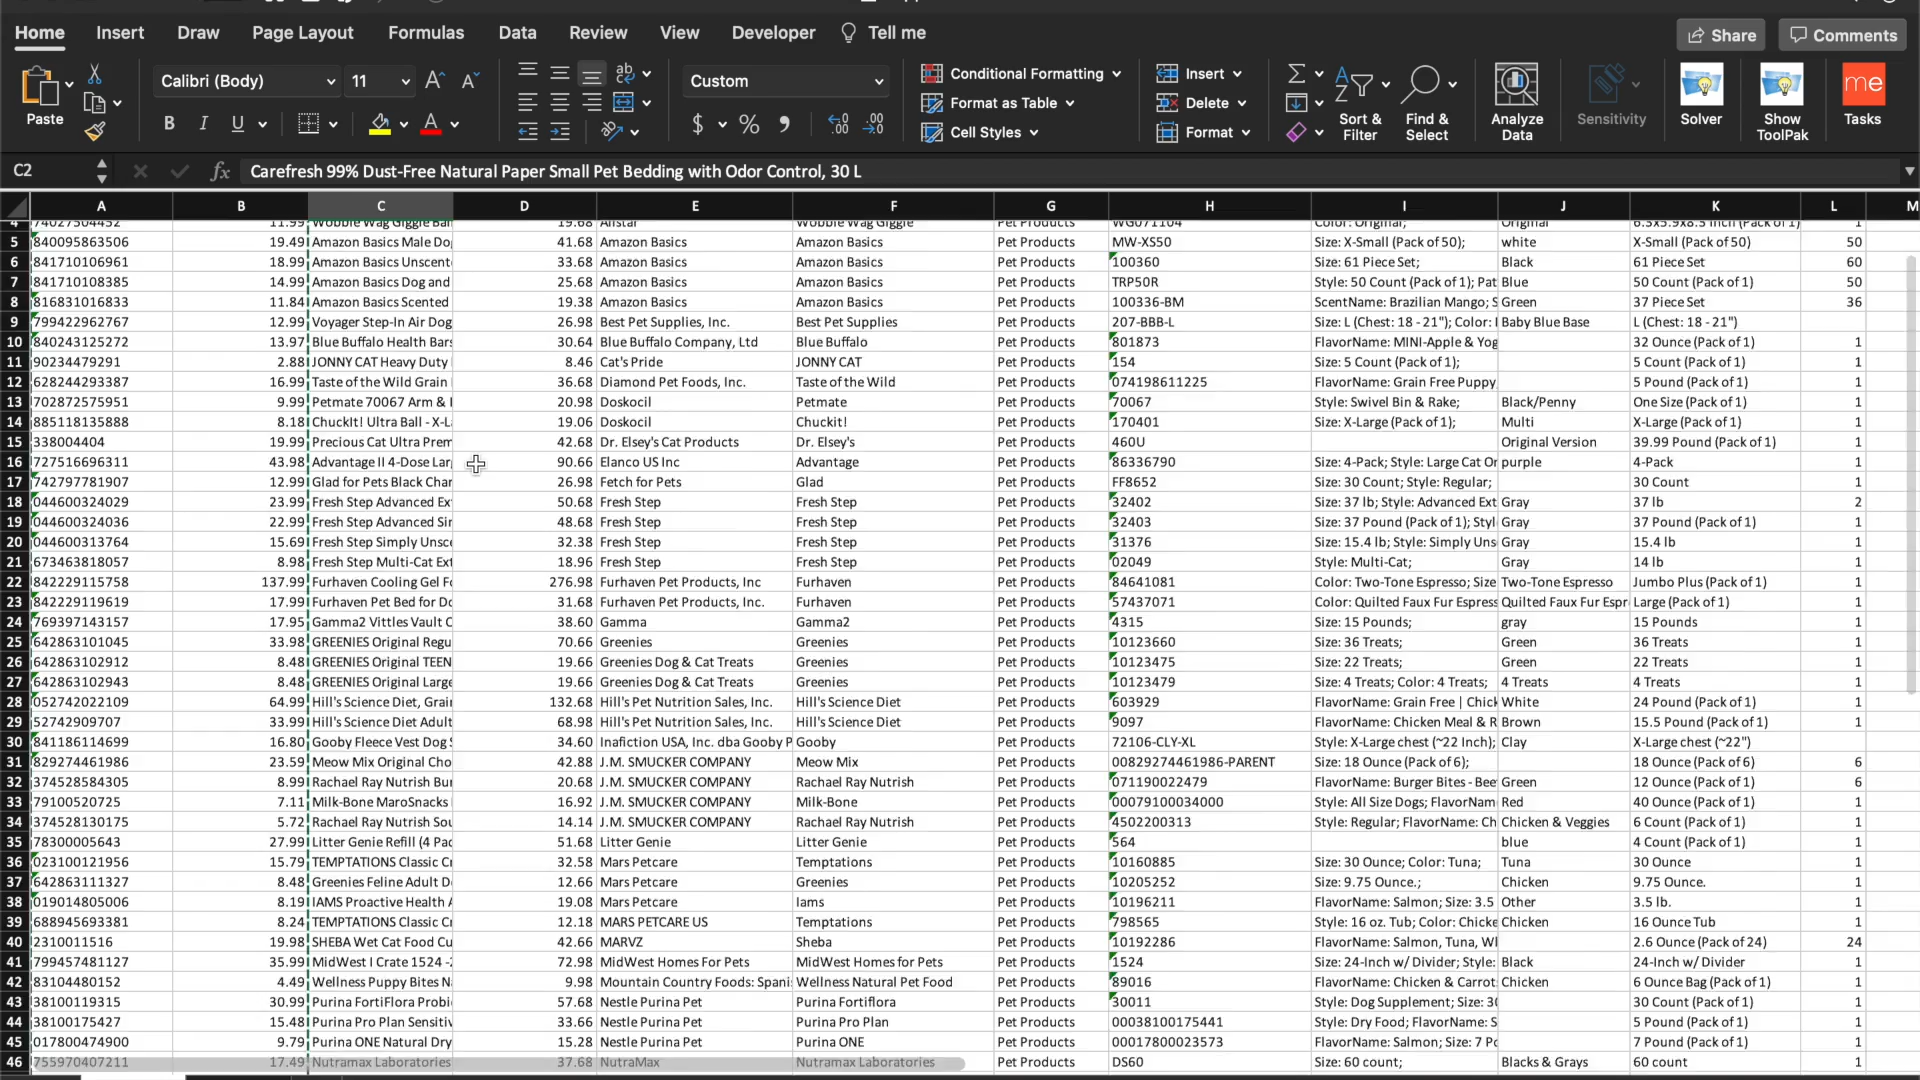 Home Insert Draw Page Layout Formulas Data Review View Developer Tell me Share Comments
Paste Calibri (Body) 11 B I U Custom $ % Conditional Formatting Format as Table Cell Styles Insert Delete Format Sort & Filter Find & Select Analyze Data Sensitivity Solver Show ToolPak me Tasks
C2 fx Carefresh 99% Dust-Free Natural Paper Small Pet Bedding with Odor Control, 30 L
A B C D E F G H I J K L M
5 840095863506 19.49 Amazon Basics Male Do 41.68 Amazon Basics Amazon Basics Pet Products MW-XS50 Size: X-Small (Pack of 50); white X-Small (Pack of 50) 50
6 841710106961 18.99 Amazon Basics Unscent 33.68 Amazon Basics Amazon Basics Pet Products 100360 Size: 61 Piece Set; Black 61 Piece Set 60
7 841710108385 14.99 Amazon Basics Dog and 25.68 Amazon Basics Amazon Basics Pet Products TRP50R Style: 50 Count (Pack of 1); Pat Blue 50 Count (Pack of 1) 50
8 816831016833 11.84 Amazon Basics Scented 19.38 Amazon Basics Amazon Basics Pet Products 100336-BM ScentName: Brazilian Mango; S Green 37 Piece Set 36
9 799422962767 12.99 Voyager Step-In Air Dog 26.98 Best Pet Supplies, Inc. Best Pet Supplies Pet Products 207-BBB-L Size: L (Chest: 18 - 21"); Color: Baby Blue Base L (Chest: 18 - 21")
10 840243125272 13.97 Blue Buffalo Health Bars 30.64 Blue Buffalo Company, Ltd Blue Buffalo Pet Products 801873 FlavorName: MINI-Apple & Yog 32 Ounce (Pack of 1) 1
11 90234479291 2.88 JONNY CAT Heavy Duty 8.46 Cat's Pride JONNY CAT Pet Products 154 Size: 5 Count (Pack of 1); 5 Count (Pack of 1) 1
12 628244293387 16.99 Taste of the Wild Grain 36.68 Diamond Pet Foods, Inc. Taste of the Wild Pet Products 074198611225 FlavorName: Grain Free Puppy 5 Pound (Pack of 1) 1
13 702872575951 9.99 Petmate 70067 Arm & 20.98 Doskocil Petmate Pet Products 70067 Style: Swivel Bin & Rake; Black/Penny One Size (Pack of 1) 1
14 885118135888 8.18 ChuckIt! Ultra Ball - X-L 19.06 Doskocil Chuckit! Pet Products 170401 Size: X-Large (Pack of 1); Multi X-Large (Pack of 1) 1
15 338004404 19.99 Precious Cat Ultra Prem 42.68 Dr. Elsey's Cat Products Dr. Elsey's Pet Products 460U Original Version 39.99 Pound (Pack of 1) 1
16 727516696311 43.98 Advantage II 4-Dose Lar 90.66 Elanco US Inc Advantage Pet Products 86336790 Size: 4-Pack; Style: Large Cat Or purple 4-Pack 1
17 742797781907 12.99 Glad for Pets Black Char 26.98 Fetch for Pets Glad Pet Products FF8652 Size: 30 Count; Style: Regular; 30 Count 1
18 044600324029 23.99 Fresh Step Advanced Ex 50.68 Fresh Step Fresh Step Pet Products 32402 Size: 37 lb; Style: Advanced Ext Gray 37 lb 2
19 044600324036 22.99 Fresh Step Advanced Sir 48.68 Fresh Step Fresh Step Pet Products 32403 Size: 37 Pound (Pack of 1); Styl Gray 37 Pound (Pack of 1) 1
20 044600313764 15.69 Fresh Step Simply Unsc 32.38 Fresh Step Fresh Step Pet Products 31376 Size: 15.4 lb; Style: Simply Uns Gray 15.4 lb 1
21 673463818057 8.98 Fresh Step Multi-Cat Ext 18.96 Fresh Step Fresh Step Pet Products 02049 Style: Multi-Cat; Gray 14 lb 1
22 842229115758 137.99 Furhaven Cooling Gel Fo 276.98 Furhaven Pet Products, Inc Furhaven Pet Products 84641081 Color: Two-Tone Espresso; Size Two-Tone Espresso Jumbo Plus (Pack of 1) 1
23 842229119619 17.99 Furhaven Pet Bed for Do 31.68 Furhaven Pet Products, Inc. Furhaven Pet Products 57437071 Color: Quilted Faux Fur Espress Quilted Faux Fur Espr Large (Pack of 1) 1
24 769397143157 17.95 Gamma2 Vittles Vault C 38.60 Gamma Gamma2 Pet Products 4315 Size: 15 Pounds; gray 15 Pounds 1
25 642863101045 33.98 GREENIES Original Regu 70.66 Greenies Greenies Pet Products 10123660 Size: 36 Treats; Green 36 Treats 1
26 642863102912 8.48 GREENIES Original TEEN 19.66 Greenies Dog & Cat Treats Greenies Pet Products 10123475 Size: 22 Treats; Green 22 Treats 1
27 642863102943 8.48 GREENIES Original Large 19.66 Greenies Dog & Cat Treats Greenies Pet Products 10123479 Size: 4 Treats; Color: 4 Treats; 4 Treats 4 Treats 1
28 052742022109 64.99 Hill's Science Diet, Grai 132.68 Hill's Pet Nutrition Sales, Inc. Hill's Science Diet Pet Products 603929 FlavorName: Grain Free | Chick White 24 Pound (Pack of 1) 1
29 52742909707 33.99 Hill's Science Diet Adult 68.98 Hill's Pet Nutrition Sales, Inc. Hill's Science Diet Pet Products 9097 FlavorName: Chicken Meal & R Brown 15.5 Pound (Pack of 1) 1
30 841186114699 16.80 Gooby Fleece Vest Dog 34.60 Inafiction USA, Inc. dba Gooby P Gooby Pet Products 72106-CLY-XL Style: X-Large chest (~22 Inch); Clay X-Large chest (~22")
31 829274461986 23.59 Meow Mix Original Cho 42.88 J.M. SMUCKER COMPANY Meow Mix Pet Products 00829274461986-PARENT Size: 18 Ounce (Pack of 6); 18 Ounce (Pack of 6) 6
32 374528584305 8.99 Rachael Ray Nutrish Bur 20.68 J.M. SMUCKER COMPANY Rachael Ray Nutrish Pet Products 071190022479 FlavorName: Burger Bites - Bee Green 12 Ounce (Pack of 1) 6
33 79100520725 7.11 Milk-Bone MaroSnacks 16.92 J.M. SMUCKER COMPANY Milk-Bone Pet Products 00079100034000 Style: All Size Dogs; FlavorNam Red 40 Ounce (Pack of 1) 1
34 374528130175 5.72 Rachael Ray Nutrish Sou 14.14 J.M. SMUCKER COMPANY Rachael Ray Nutrish Pet Products 4502200313 Style: Regular; FlavorName: Ch Chicken & Veggies 6 Count (Pack of 1) 1
35 78300005643 27.99 Litter Genie Refill (4 Pac 51.68 Litter Genie Litter Genie Pet Products 564 blue 4 Count (Pack of 1) 1
36 023100121956 15.79 TEMPTATIONS Classic Cr 32.58 Mars Petcare Temptations Pet Products 10160885 Size: 30 Ounce; Color: Tuna; Tuna 30 Ounce 1
37 642863111327 8.48 Greenies Feline Adult D 12.66 Mars Petcare Greenies Pet Products 10205252 Size: 9.75 Ounce.; Chicken 9.75 Ounce. 1
38 019014805006 8.19 IAMS Proactive Health A 19.08 Mars Petcare Iams Pet Products 10196211 FlavorName: Salmon; Size: 3.5 Other 3.5 lb. 1
39 688945693381 8.24 TEMPTATIONS Classic Cr 12.18 MARS PETCARE US Temptations Pet Products 798565 Style: 16 oz. Tub; Color: Chicke Chicken 16 Ounce Tub 1
40 2310011516 19.98 SHEBA Wet Cat Food Cu 42.66 MARVZ Sheba Pet Products 10192286 FlavorName: Salmon, Tuna, Wl 2.6 Ounce (Pack of 24) 24
41 799457481127 35.99 MidWest I Crate 1524 - 72.98 MidWest Homes For Pets MidWest Homes for Pets Pet Products 1524 Size: 24-Inch w/ Divider; Style: Black 24-Inch w/ Divider 1
42 83104480152 4.49 Wellness Puppy Bites N 9.98 Mountain Country Foods: Spani Wellness Natural Pet Food Pet Products 89016 FlavorName: Chicken & Carrot Chicken 6 Ounce Bag (Pack of 1) 1
43 38100119315 30.99 Purina FortiFlora Probi 57.68 Nestle Purina Pet Purina Fortiflora Pet Products 30011 Style: Dog Supplement; Size: 30 30 Count (Pack of 1) 1
44 38100175427 15.48 Purina Pro Plan Sensitiv 33.66 Nestle Purina Pet Purina Pro Plan Pet Products 00038100175441 Style: Dry Food; FlavorName: S 5 Pound (Pack of 1) 1
45 017800474900 9.79 Purina ONE Natural Dry 15.28 Nestle Purina Pet Purina ONE Pet Products 00017800023573 FlavorName: Salmon; Size: 7 Po 7 Pound (Pack of 1) 1
46 755970407211 17.49 Nutramax Laboratories 37.68 NutraMax Nutramax Laboratories Pet Products DS60 Size: 60 count; Blacks & Grays 60 count 1